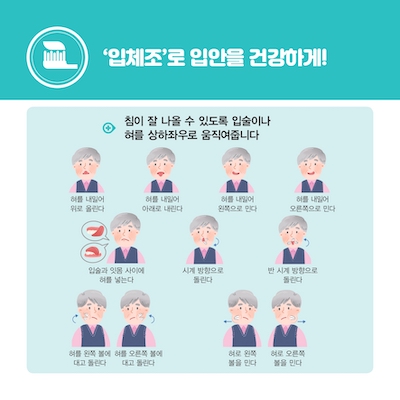 '입체조'로 입안을 건강하게!
침이 잘 나올 수 있도록 입술이나
혀를 상하좌우로 움직여줍니다
혀를 내밀어
위로 올린다
혀를 내밀어
아래로 내린다
혀를 내밀어
왼쪽으로 민다
혀를 내밀어
오른쪽으로 민다
입술과 잇몸 사이에
혀를 넣는다
시계 방향으로
돌린다
반 시계 방향으로
돌린다
혀를 왼쪽 볼에
대고 돌린다
혀를 오른쪽 볼에
대고 돌린다
혀로 왼쪽
볼을 민다
혀로 오른쪽
볼을 민다